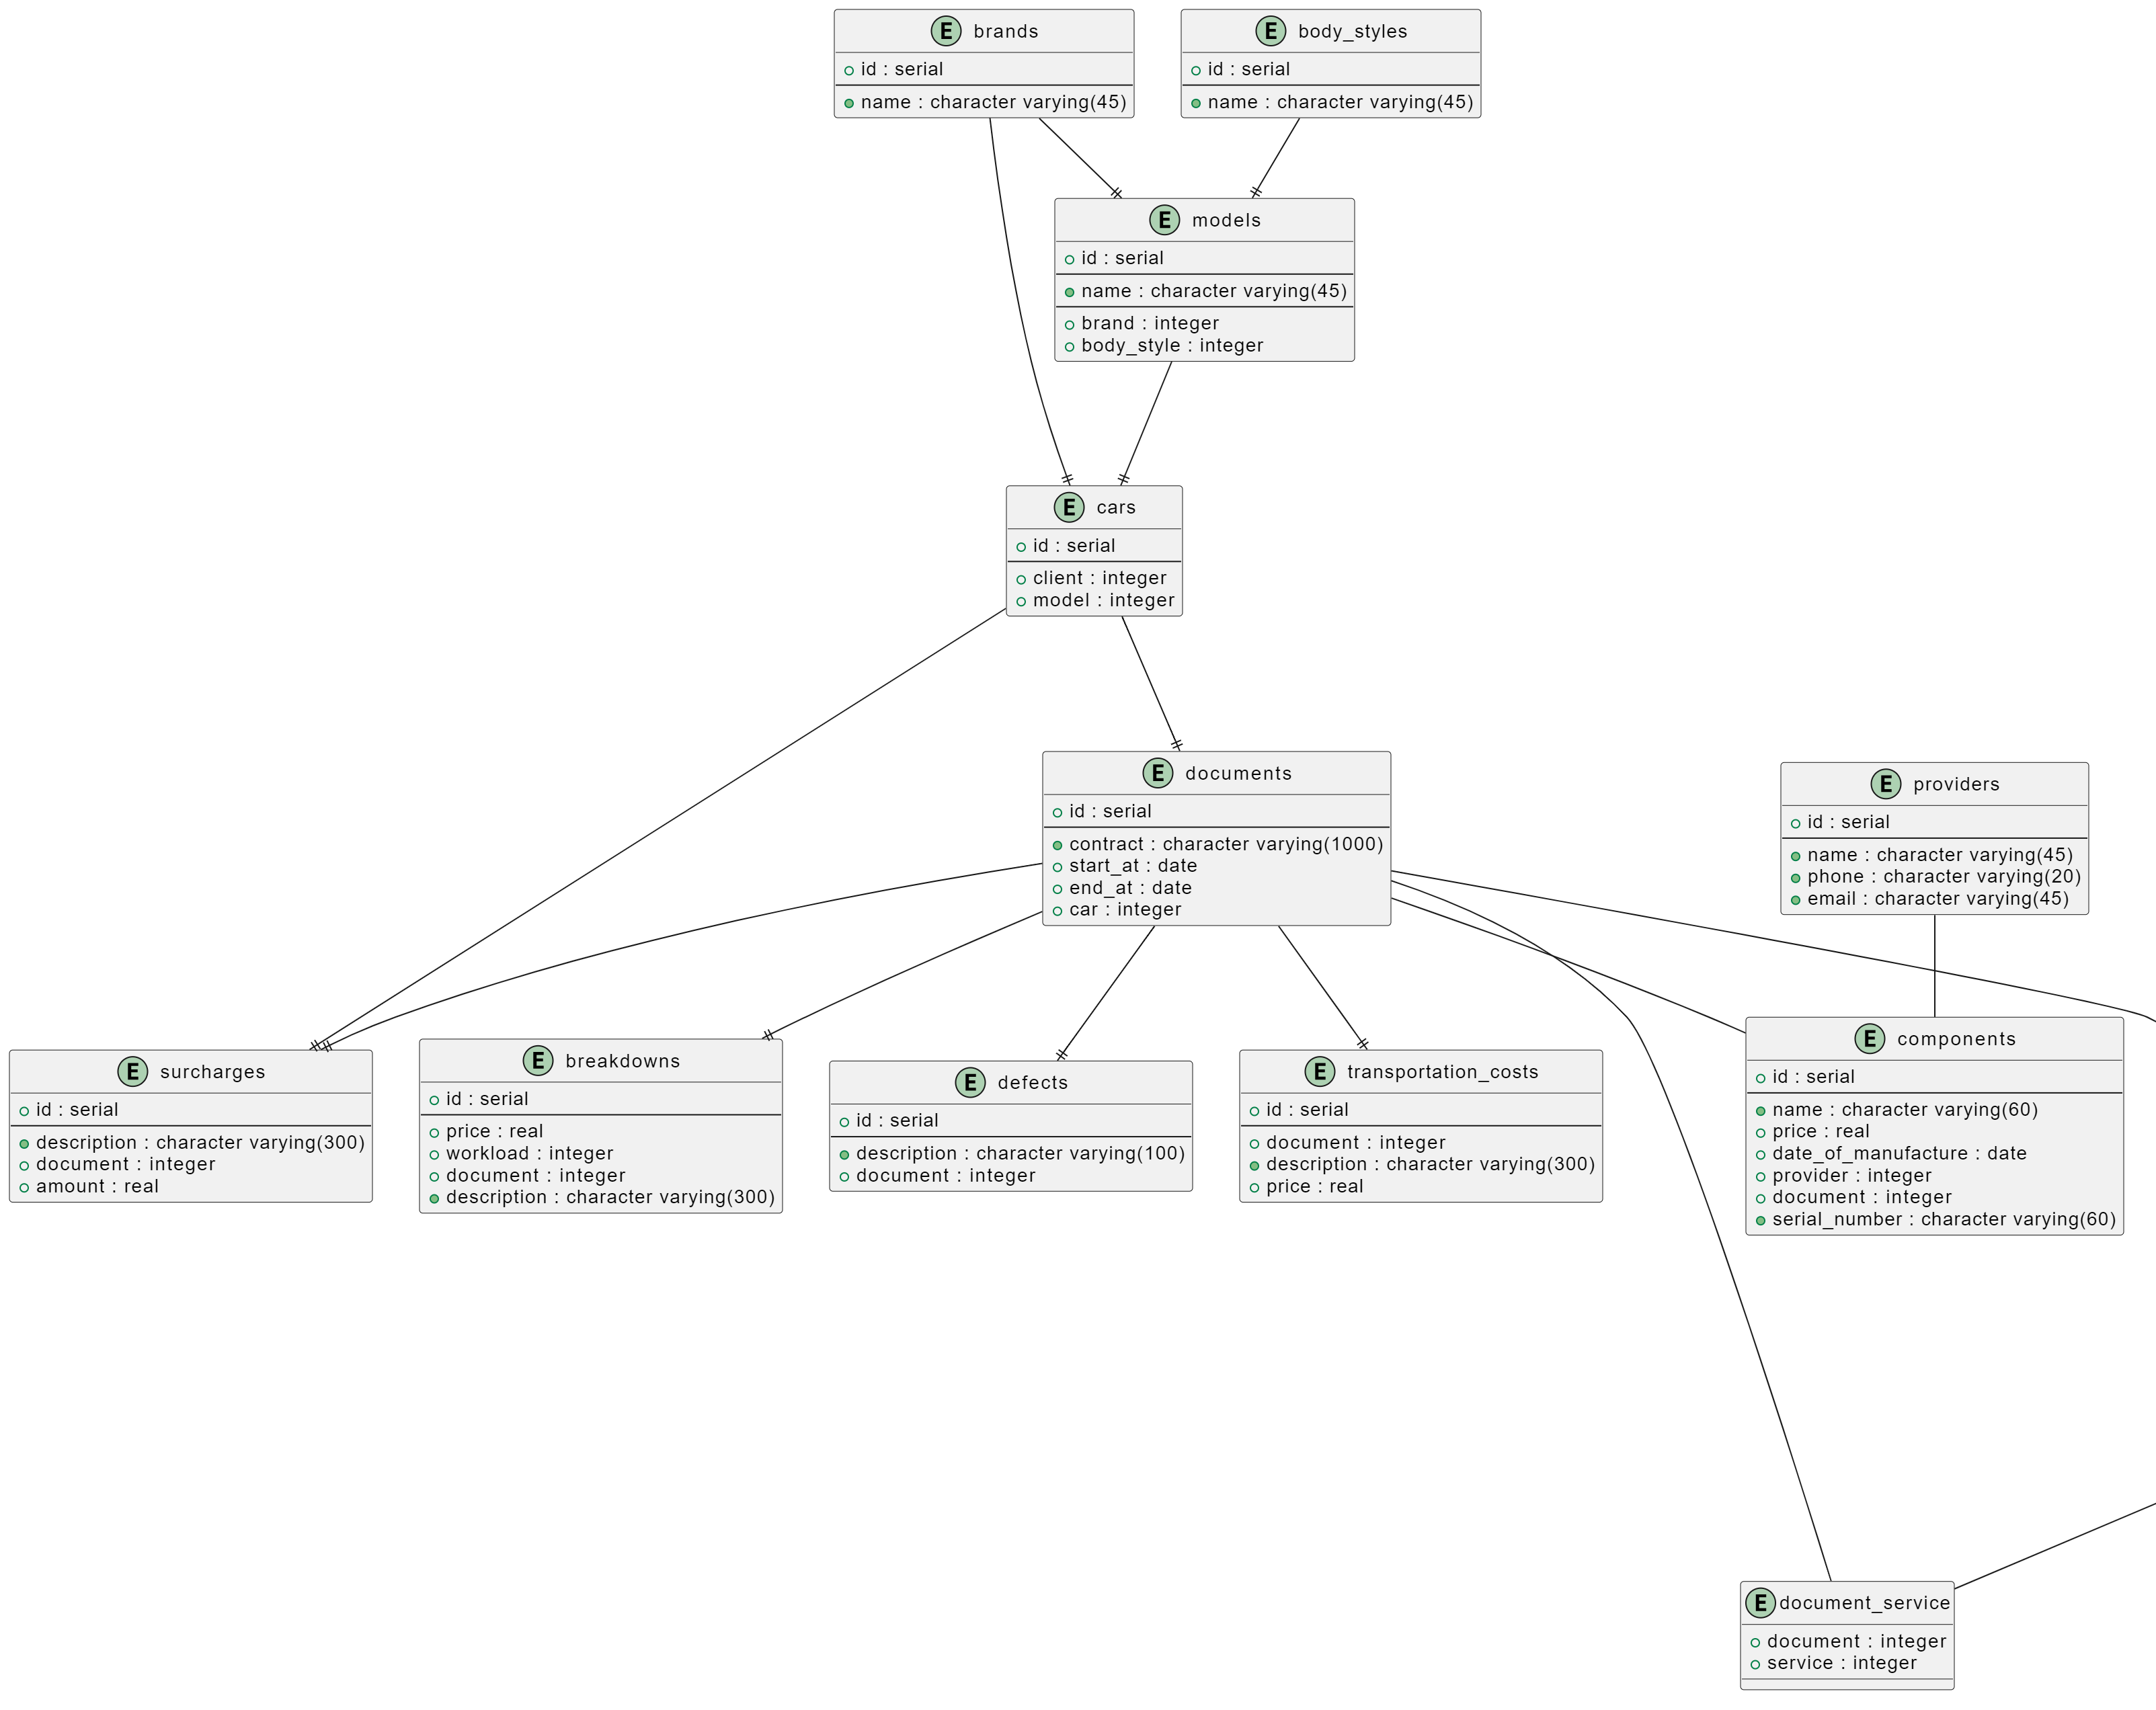 E brands
id : serial
name : character varying(45)
E body_styles
id : serial
name : character varying(45)
E models
id : serial
name : character varying(45)
brand : integer
body_style : integer
E cars
id : serial
client : integer
model : integer
E documents
id : serial
contract : character varying(1000)
start_at : date
end_at : date
car : integer
E providers
id : serial
name : character varying(45)
phone : character varying(20)
email : character varying(45)
E surcharges
id : serial
description : character varying(300)
document : integer
amount : real
E breakdowns
id : serial
price : real
workload : integer
document : integer
description : character varying(300)
E defects
id : serial
description : character varying(100)
document : integer
E transportation_costs
id : serial
document : integer
description : character varying(300)
price : real
E components
id : serial
name : character varying(60)
price : real
date_of_manufacture : date
provider : integer
document : integer
serial_number : character varying(60)
E document_service
document : integer
service : integer